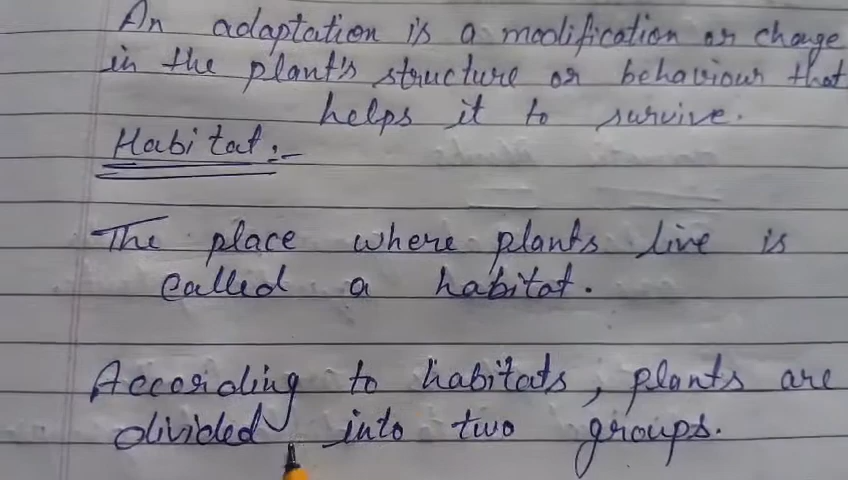 An adaptation is a modification or change
in the plant's structure or behaviour that
helps it to survive.
Habitat:-
The place where plants live is
called a habitat.
According to habitats, plants are
divided into two groups.